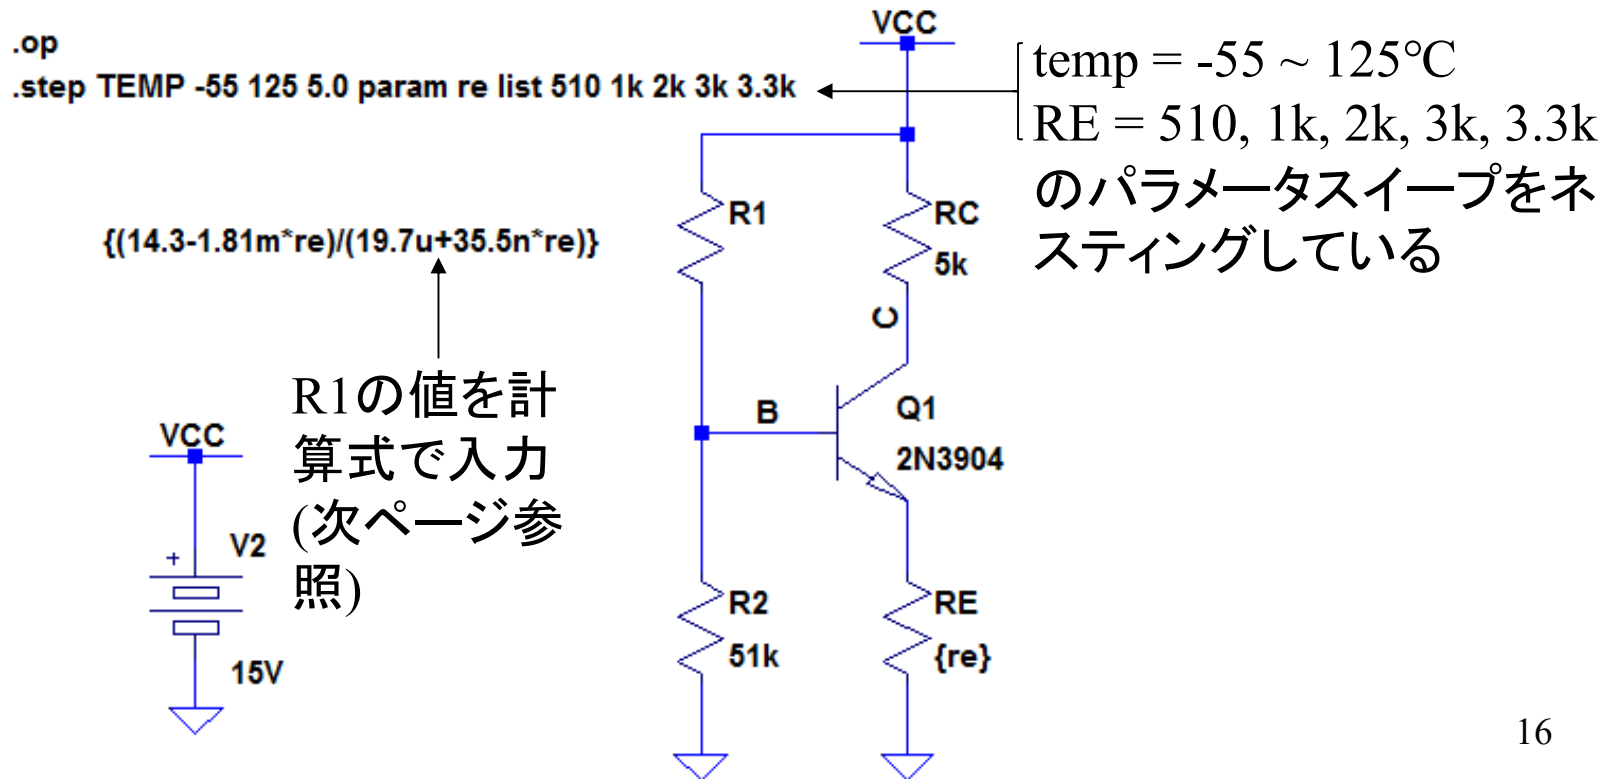 .op
.step TEMP -55 125 5.0 param re list 510 1k 2k 3k 3.3k
VCC
temp = -55 ~ 125℃
RE = 510, 1k, 2k, 3k, 3.3k
のパラメータスイープをネ
スティングしている
R1
{(14.3-1.81m*re)/(19.7u+35.5n*re)}
RC
5k
C
R1の値を計
算式で入力
(次ページ参
照)
B
Q1
2N3904
VCC
+
V2
15V
R2
51k
RE
{re}
16